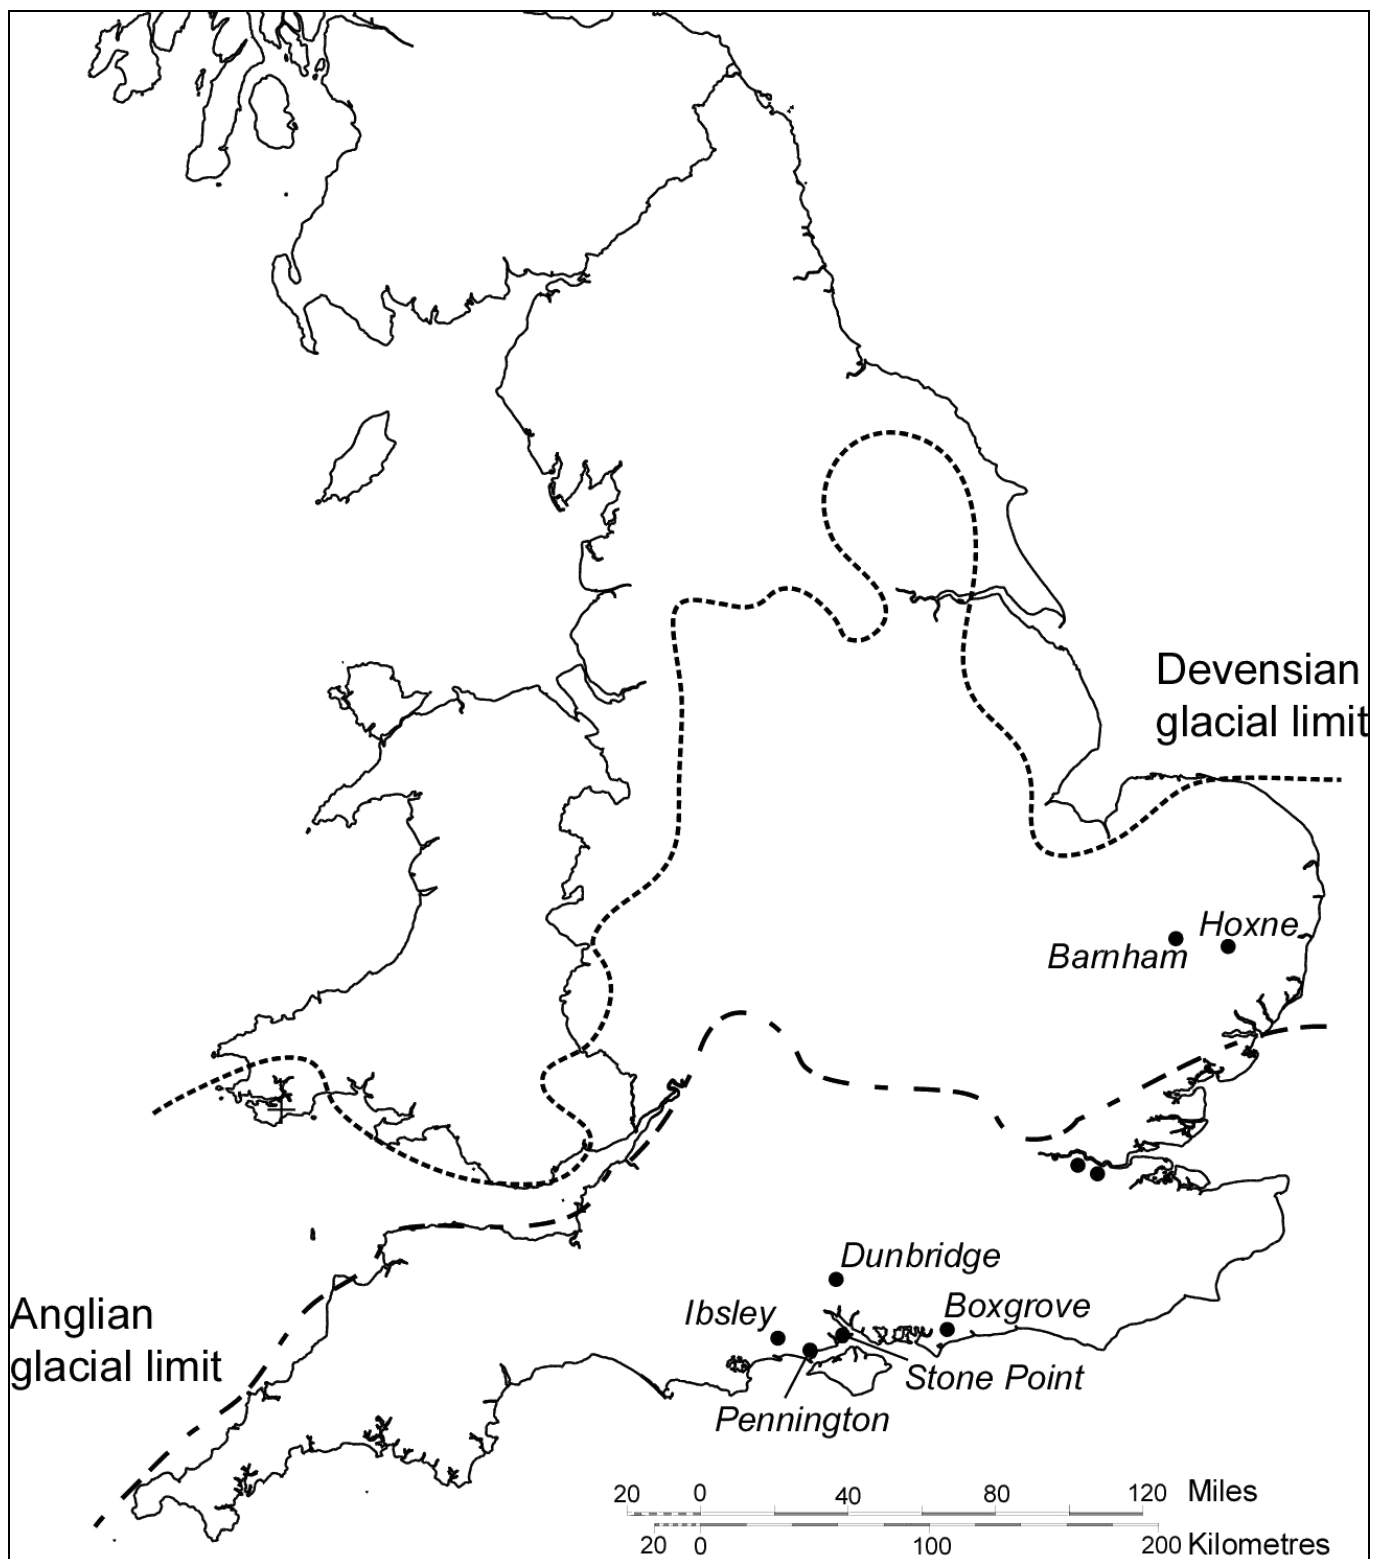 Devensian
glacial limit
Hoxne
Barnham
Dunbridge
Anglian
glacial limit
Ibsley
Boxgrove
Stone Point
Pennington
20 0 40 80 120 Miles
20 0 100 200 Kilometres